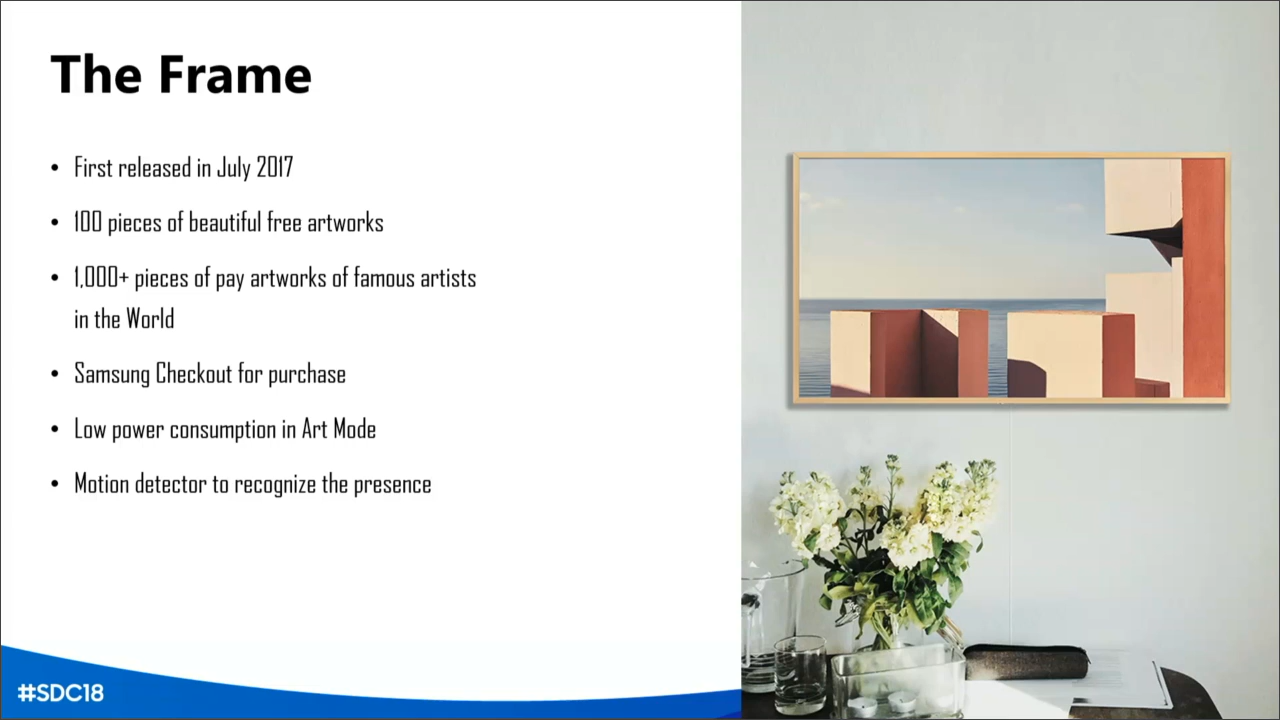 The Frame
• First released in July 2017
• 100 pieces of beautiful free artworks
• 1,000+ pieces of pay artworks of famous artists
in the World
• Samsung Checkout for purchase
• Low power consumption in Art Mode
• Motion detector to recognize the presence
#SDC18